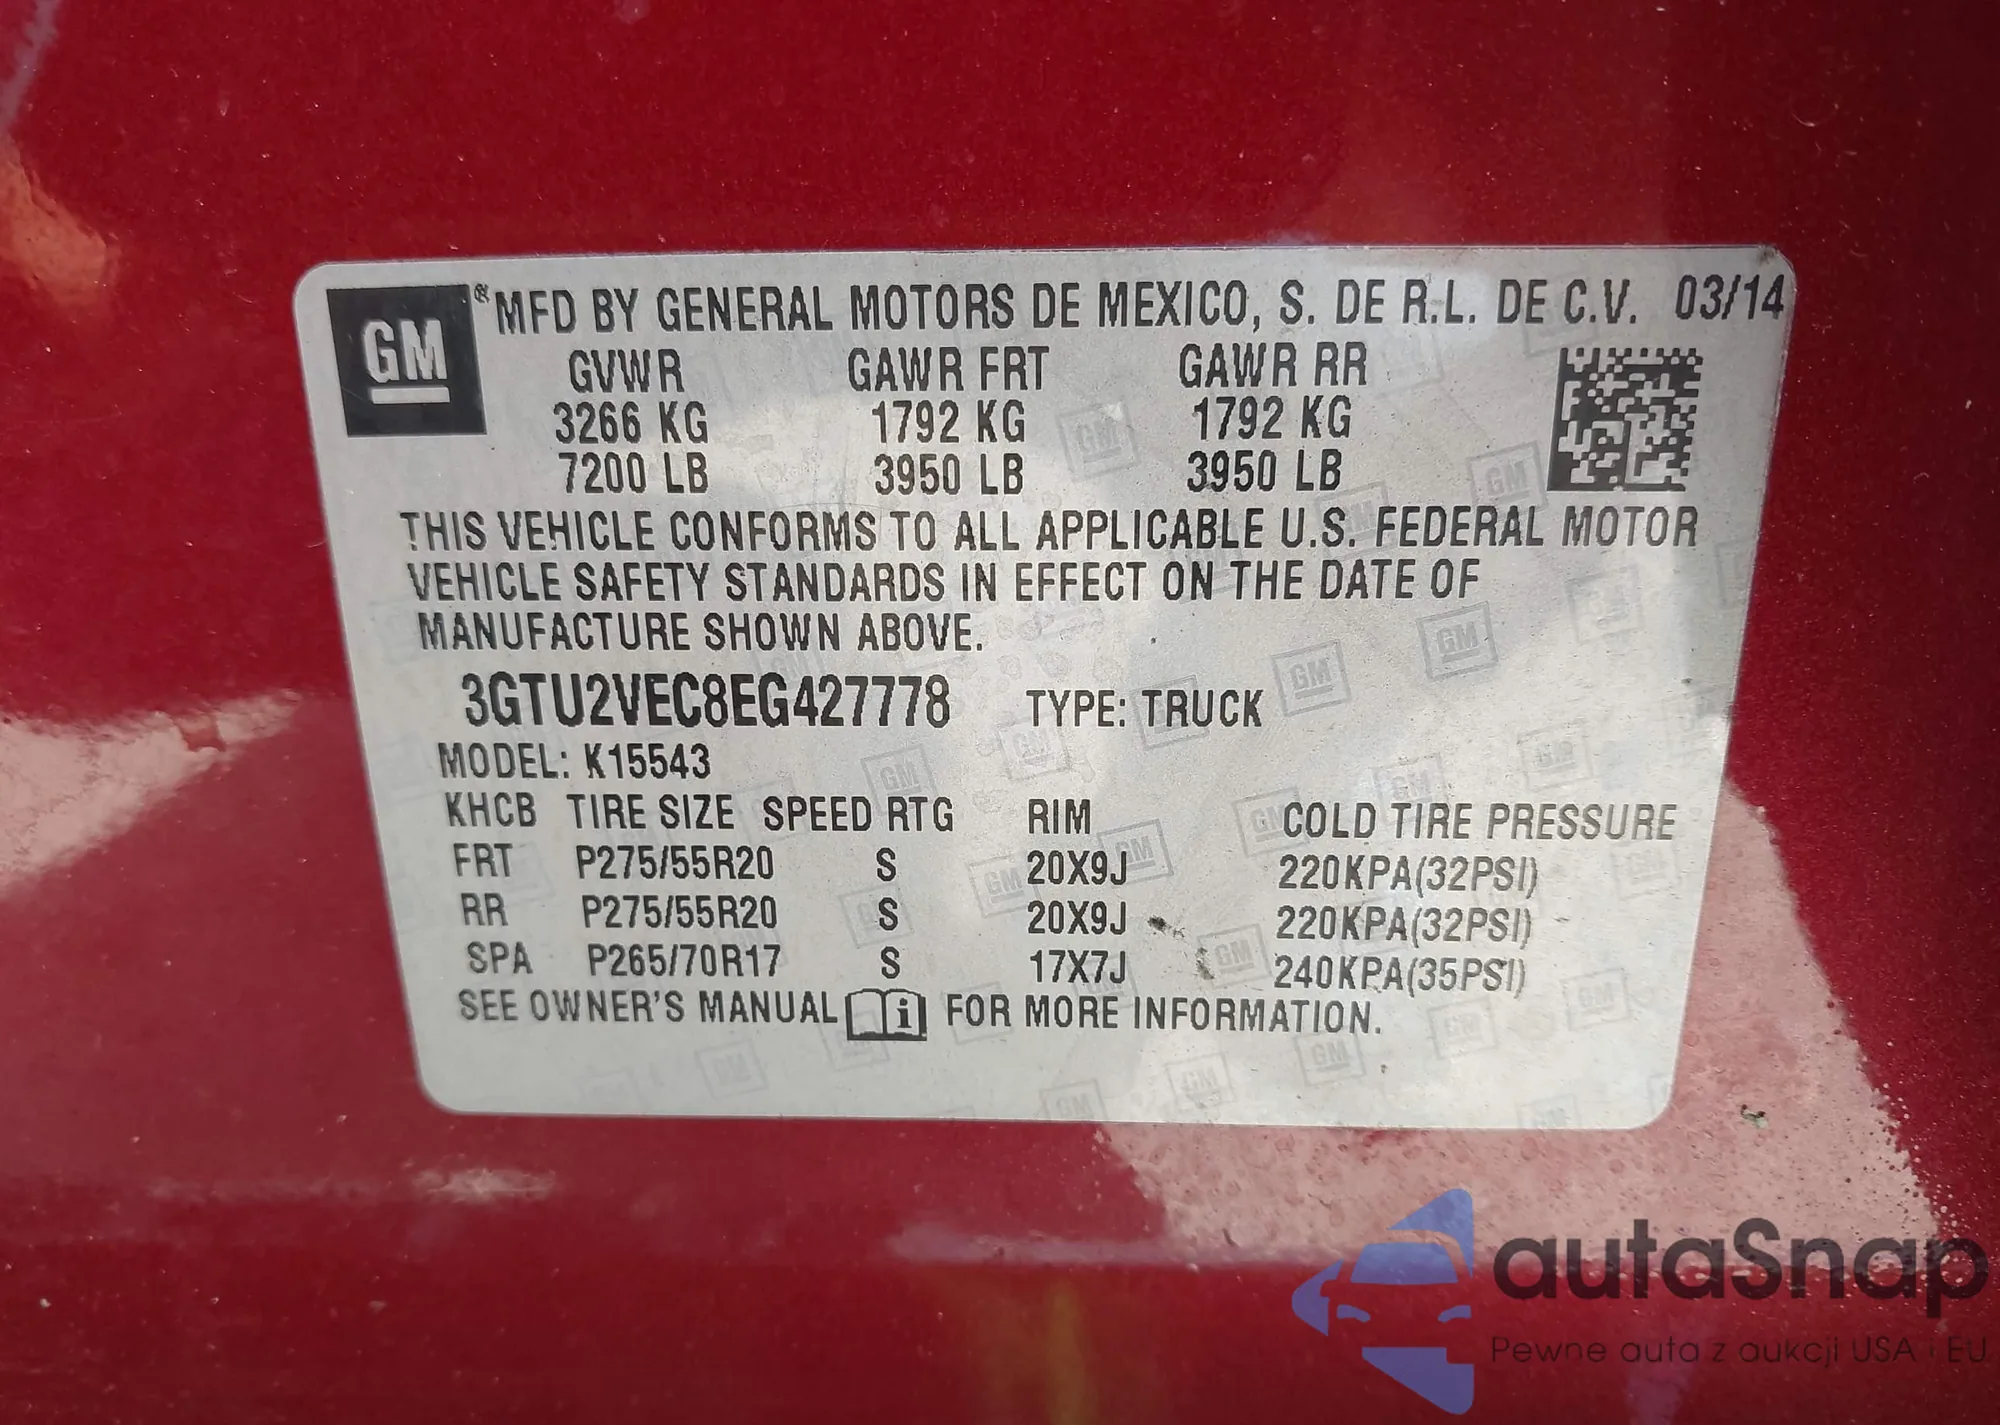 GM ® MFD BY GENERAL MOTORS DE MEXICO, S. DE R.L. DE C.V. 03/14
GVWR GAWR FRT GAWR RR
3266 KG 1792 KG 1792 KG
7200 LB 3950 LB 3950 LB
THIS VEHICLE CONFORMS TO ALL APPLICABLE U.S. FEDERAL MOTOR
VEHICLE SAFETY STANDARDS IN EFFECT ON THE DATE OF
MANUFACTURE SHOWN ABOVE.
3GTU2VEC8EG427778 TYPE: TRUCK
MODEL: K15543
KHCB TIRE SIZE SPEED RTG RIM COLD TIRE PRESSURE
FRT P275/55R20 S 20X9J 220KPA(32PSI)
RR P275/55R20 S 20X9J 220KPA(32PSI)
SPA P265/70R17 S 17X7J 240KPA(35PSI)
SEE OWNER'S MANUAL i FOR MORE INFORMATION.
autaSnap
Pewne auta z aukcji USA i EU